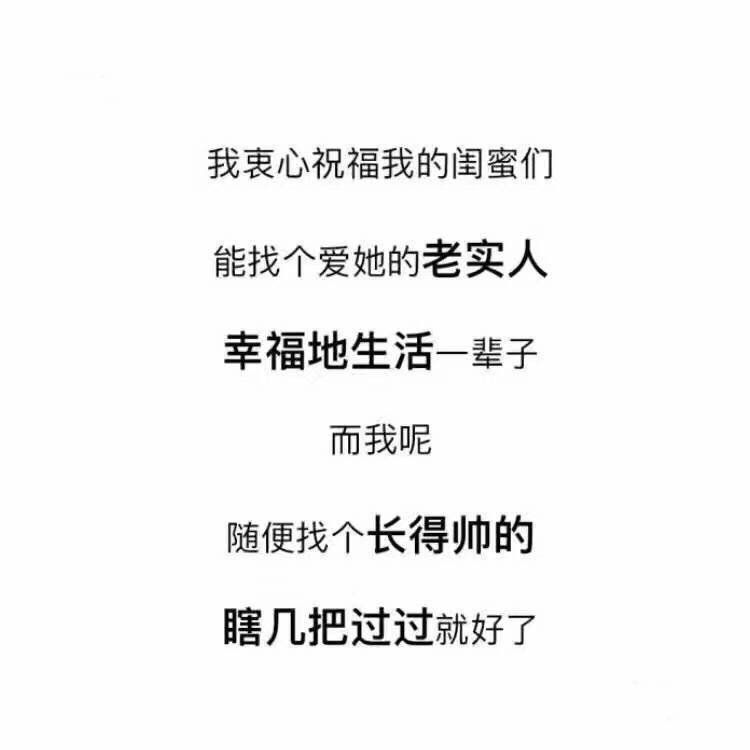 我衷心祝福我的闺蜜们
能找个爱她的老实人
幸福地生活一辈子
而我呢
随便找个长得帅的
瞎几把过过就好了